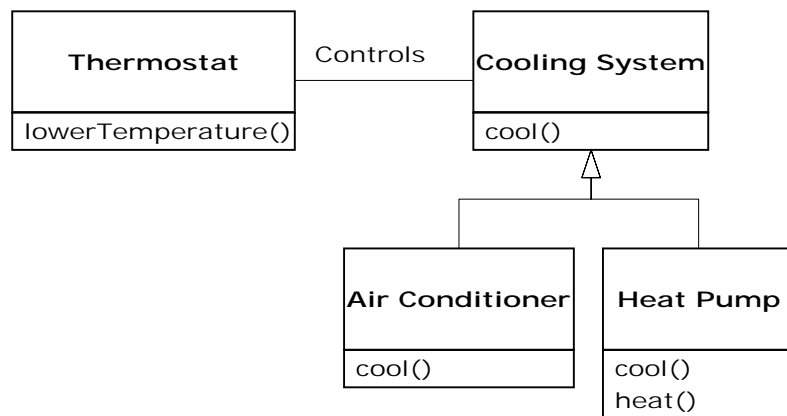 Thermostat
Controls
Cooling System
lowerTemperature()
cool()
Air Conditioner
Heat Pump
cool()
cool()
heat()